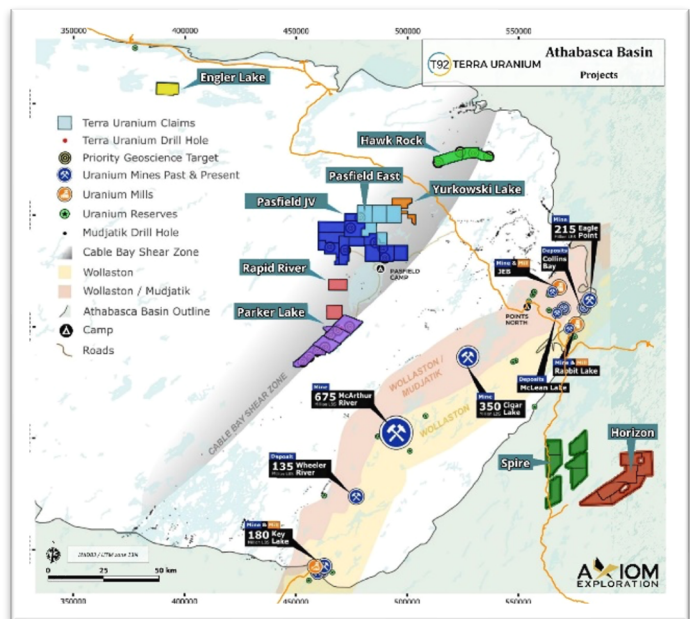 350000 400000 450000 500000 550000
T92 TERRA URANIUM
Athabasca Basin
Projects
Engler Lake
Terra Uranium Claims
Terra Uranium Drill Hole
Priority Geoscience Target
Uranium Mines Past & Present
Uranium Mills
Uranium Reserves
Mudjatik Drill Hole
Cable Bay Shear Zone
Wollaston
Wollaston / Mudjatik
Athabasca Basin Outline
Camp
Roads
Hawk Rock
Pasfield East
Yurkowski Lake
Pasfield JV
Rapid River
PASFIELD
CAMP
Parker Lake
Mine
215 Eagle
Point
Deposits
Collins
Bay
Mine & Mill
JEB
POINTS
NORTH
Mine & Mill
Rabbit Lake
Deposits
McLean Lake
CABLE BAY SHEAR ZONE
WOLLASTON /
MUDJATIK
WOLLASTON
Mine
675 McArthur
River
Mine
350 Cigar
Lake
Deposit
135 Wheeler
River
Mine & Mill
180 Key
Lake
Spire
Horizon
0 25 50 km
AXIOM
EXPLORATION
350000 400000 450000 500000 550000